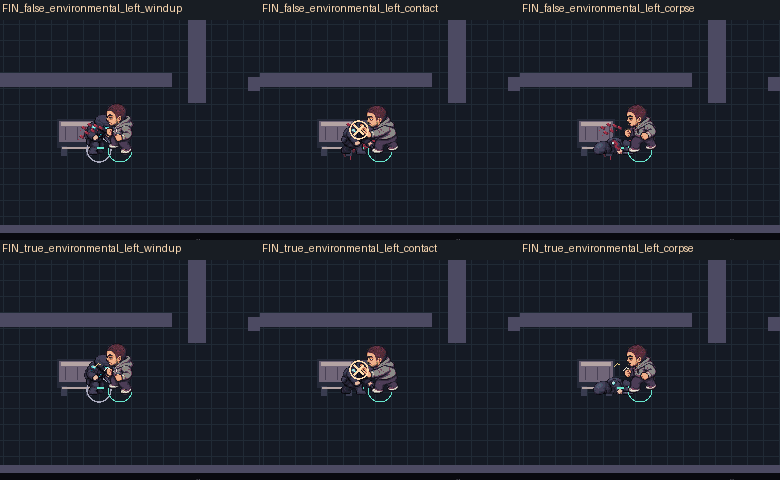 FIN_false_environmental_left_windup
FIN_false_environmental_left_contact
FIN_false_environmental_left_corpse
FIN_true_environmental_left_windup
FIN_true_environmental_left_contact
FIN_true_environmental_left_corpse